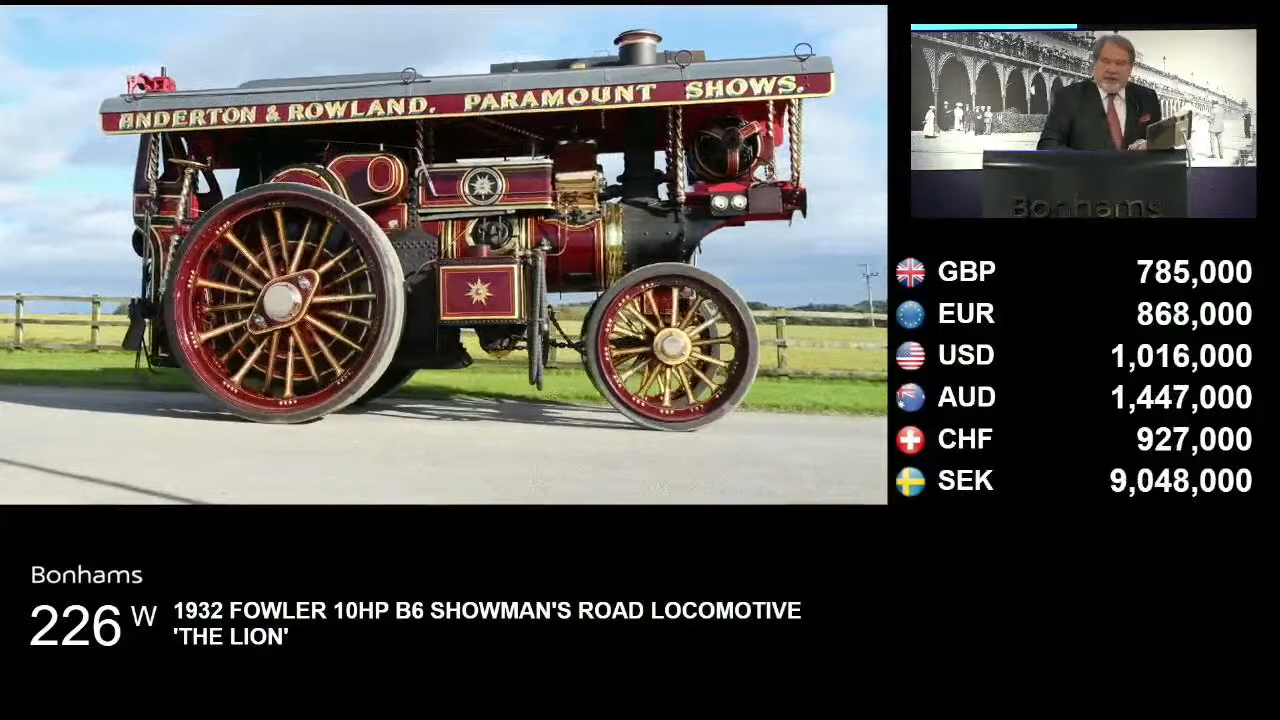 ANDERTON & ROWLAND. PARAMOUNT SHOWS.
Bonhams
GBP 785,000
EUR 868,000
USD 1,016,000
AUD 1,447,000
CHF 927,000
SEK 9,048,000
Bonhams
226 W 1932 FOWLER 10HP B6 SHOWMAN'S ROAD LOCOMOTIVE
'THE LION'